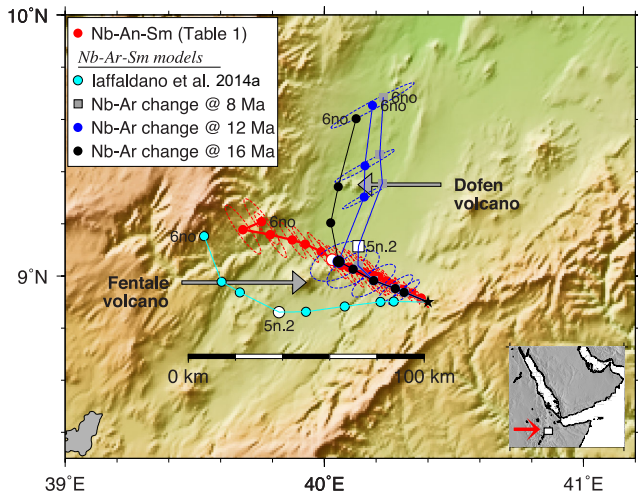 10°N
Nb-An-Sm (Table 1)
Nb-Ar-Sm models
Iaffaldano et al. 2014a
Nb-Ar change @ 8 Ma
Nb-Ar change @ 12 Ma
Nb-Ar change @ 16 Ma
6no
6no
6no
Dofen
volcano
6no
6no
5n.2
9°N
Fentale
volcano
5n.2
0 km
100 km
39°E
40°E
41°E